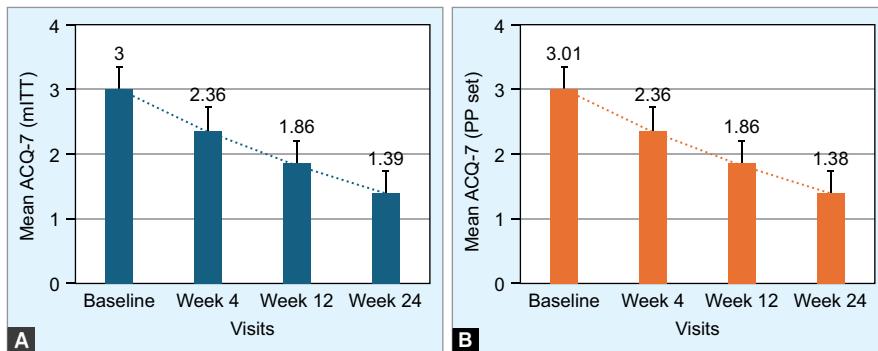 Mean ACQ-7 (mITT)
4
3
2
1
0
3
2.36
1.86
1.39
Baseline Week 4 Week 12 Week 24
Visits
A
Mean ACQ-7 (PP set)
4
3
2
1
0
3.01
2.36
1.86
1.38
Baseline Week 4 Week 12 Week 24
Visits
B